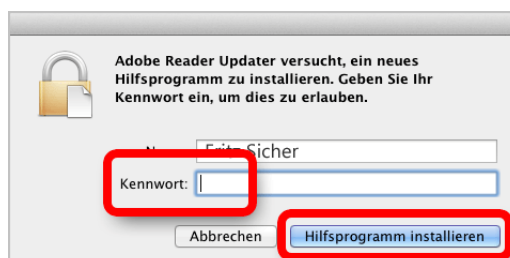 Adobe Reader Updater versucht, ein neues
Hilfsprogramm zu installieren. Geben Sie Ihr
Kennwort ein, um dies zu erlauben.
Sicher
Kennwort:
Abbrechen Hilfsprogramm installieren